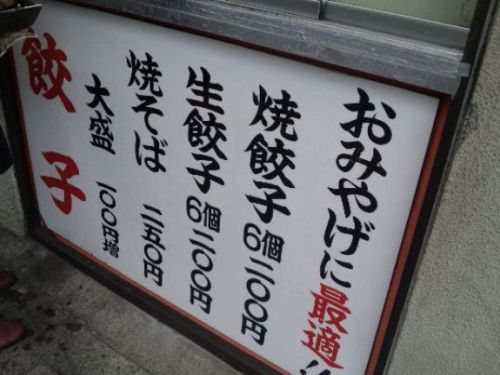 おみやげに最適!!
焼餃子 6個 二〇〇円
生餃子 6個 二〇〇円
焼そば 二五〇円
大盛 一〇〇円増
餃子